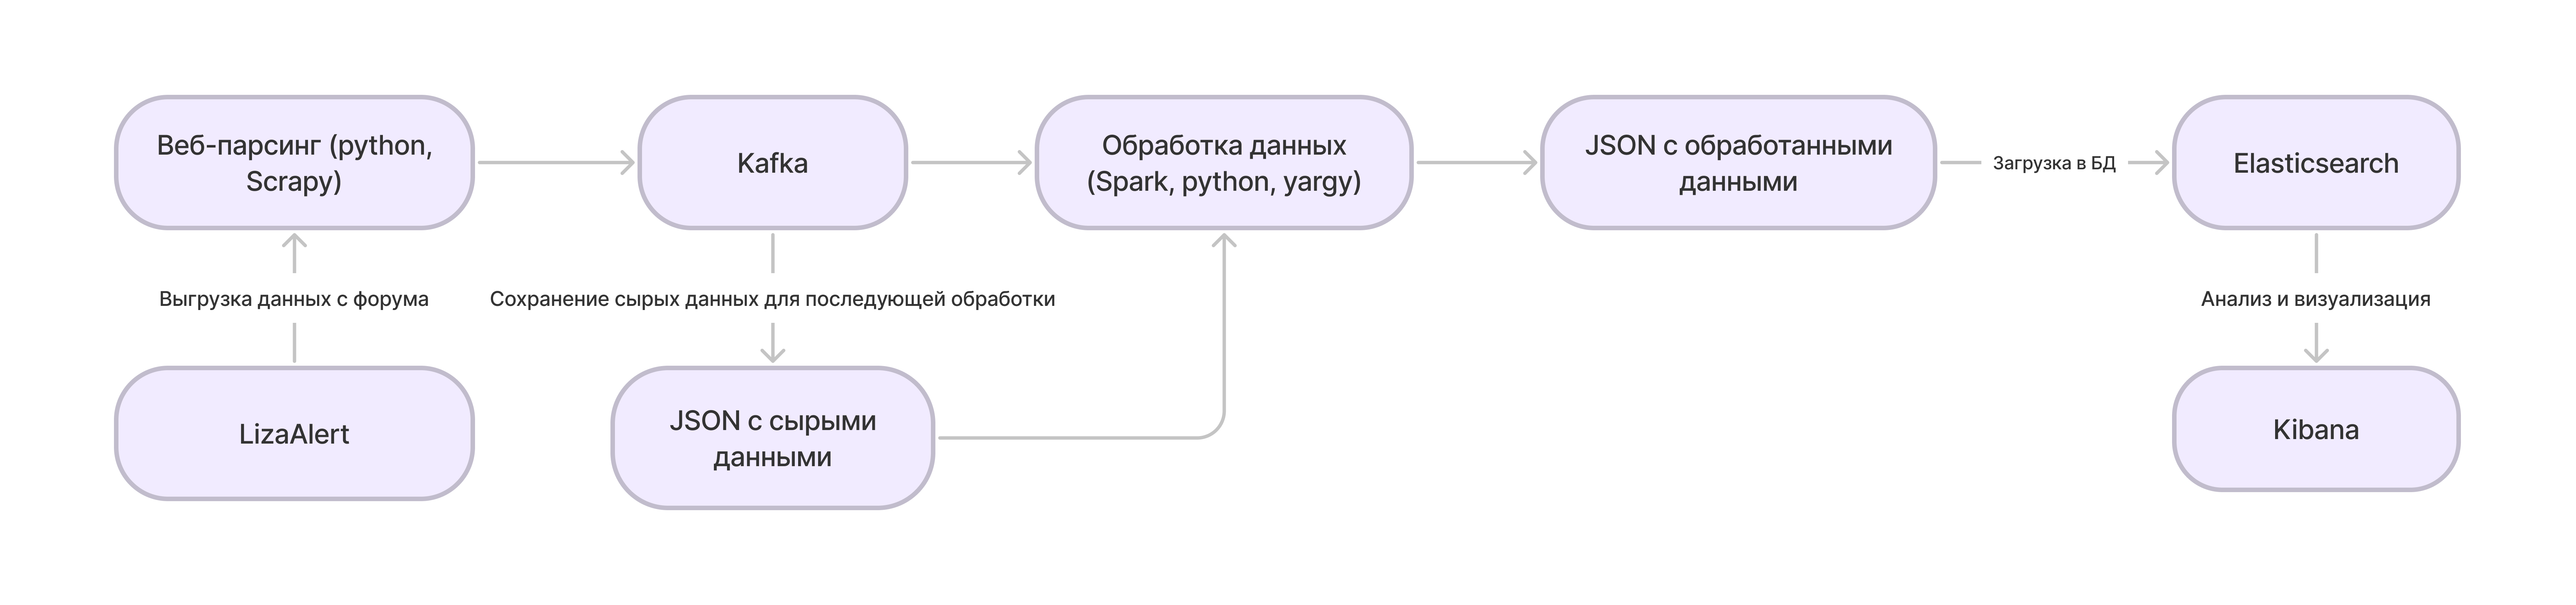 Веб-парсинг (python,
Scrapy)
Kafka
Обработка данных
(Spark, python, yargy)
JSON с обработанными
данными
Загрузка в БД
Elasticsearch
Выгрузка данных с форума
Сохранение сырых данных для последующей обработки
Анализ и визуализация
LizaAlert
JSON с сырыми
данными
Kibana